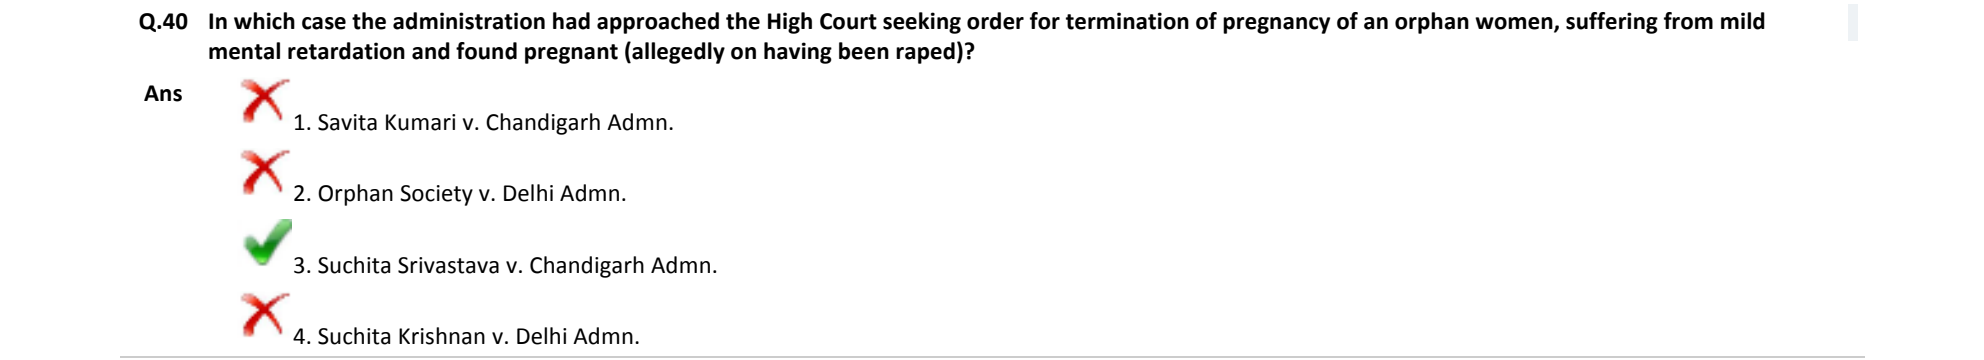 Q.40 In which case the administration had approached the High Court seeking order for termination of pregnancy of an orphan women, suffering from mild
mental retardation and found pregnant (allegedly on having been raped)?
Ans
1. Savita Kumari v. Chandigarh Admn.
2. Orphan Society v. Delhi Admn.
3. Suchita Srivastava v. Chandigarh Admn.
4. Suchita Krishnan v. Delhi Admn.